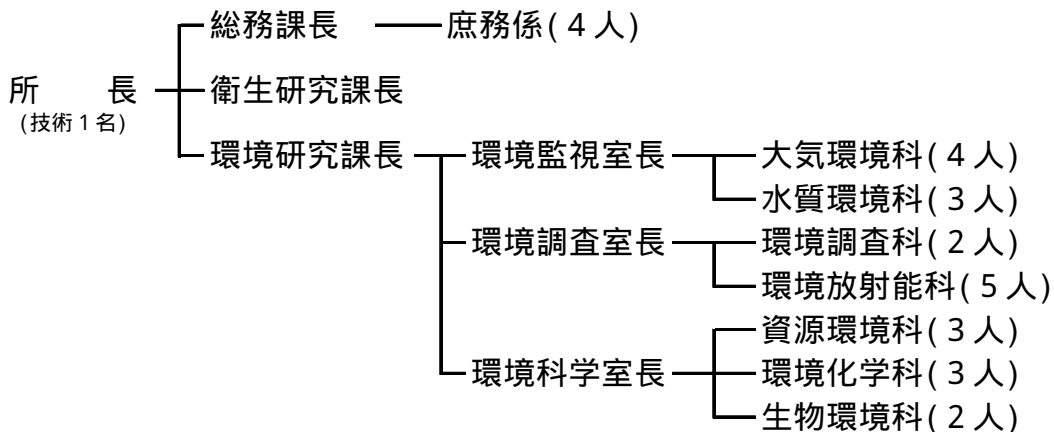 総務課長 庶務係(4人)
所 長 衛生研究課長
(技術1名)
環境研究課長 環境監視室長 大気環境科(4人)
水質環境科(3人)
環境調査室長 環境調査科(2人)
環境放射能科(5人)
資源環境科(3人)
環境科学室長 環境化学科(3人)
生物環境科(2人)